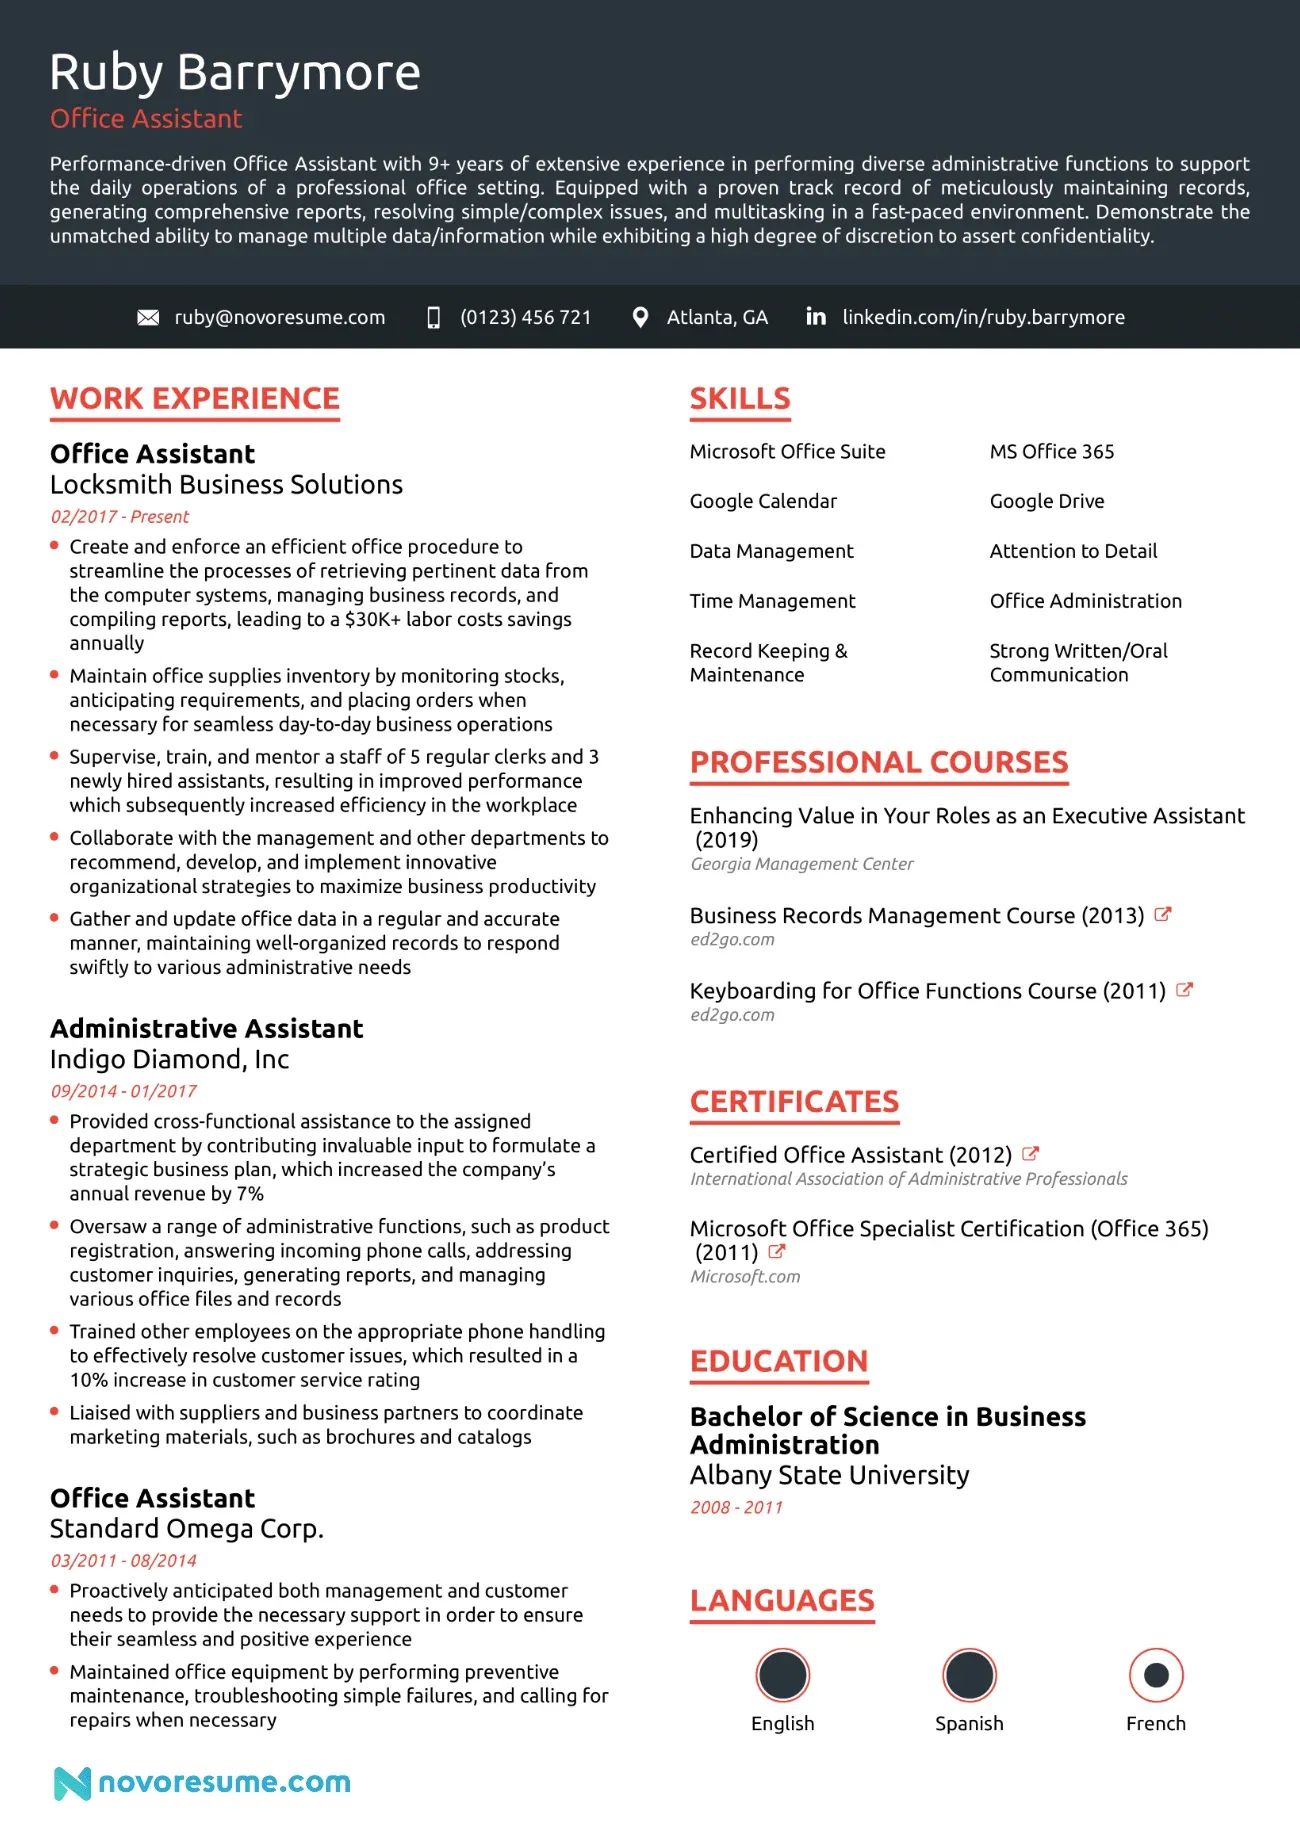 Ruby Barrymore
Office Assistant
Performance-driven Office Assistant with 9+ years of extensive experience in performing diverse administrative functions to support
the daily operations of a professional office setting. Equipped with a proven track record of meticulously maintaining records,
generating comprehensive reports, resolving simple/complex issues, and multitasking in a fast-paced environment. Demonstrate the
unmatched ability to manage multiple data/information while exhibiting a high degree of discretion to assert confidentiality.
ruby@novoresume.com (0123) 456 721 Atlanta, GA linkedin.com/in/ruby.barrymore
WORK EXPERIENCE
Office Assistant
Locksmith Business Solutions
02/2017 - Present
• Create and enforce an efficient office procedure to
streamline the processes of retrieving pertinent data from
the computer systems, managing business records, and
compiling reports, leading to a $30K+ labor costs savings
annually
• Maintain office supplies inventory by monitoring stocks,
anticipating requirements, and placing orders when
necessary for seamless day-to-day business operations
• Supervise, train, and mentor a staff of 5 regular clerks and 3
newly hired assistants, resulting in improved performance
which subsequently increased efficiency in the workplace
• Collaborate with the management and other departments to
recommend, develop, and implement innovative
organizational strategies to maximize business productivity
• Gather and update office data in a regular and accurate
manner, maintaining well-organized records to respond
swiftly to various administrative needs
Administrative Assistant
Indigo Diamond, Inc
09/2014 - 01/2017
• Provided cross-functional assistance to the assigned
department by contributing invaluable input to formulate a
strategic business plan, which increased the company’s
annual revenue by 7%
• Oversaw a range of administrative functions, such as product
registration, answering incoming phone calls, addressing
customer inquiries, generating reports, and managing
various office files and records
• Trained other employees on the appropriate phone handling
to effectively resolve customer issues, which resulted in a
10% increase in customer service rating
• Liaised with suppliers and business partners to coordinate
marketing materials, such as brochures and catalogs
Office Assistant
Standard Omega Corp.
03/2011 - 08/2014
• Proactively anticipated both management and customer
needs to provide the necessary support in order to ensure
their seamless and positive experience
• Maintained office equipment by performing preventive
maintenance, troubleshooting simple failures, and calling for
repairs when necessary
SKILLS
Microsoft Office Suite MS Office 365
Google Calendar Google Drive
Data Management Attention to Detail
Time Management Office Administration
Record Keeping & Strong Written/Oral
Maintenance Communication
PROFESSIONAL COURSES
Enhancing Value in Your Roles as an Executive Assistant
(2019)
Georgia Management Center
Business Records Management Course (2013)
ed2go.com
Keyboarding for Office Functions Course (2011)
ed2go.com
CERTIFICATES
Certified Office Assistant (2012)
International Association of Administrative Professionals
Microsoft Office Specialist Certification (Office 365)
(2011)
Microsoft.com
EDUCATION
Bachelor of Science in Business
Administration
Albany State University
2008 - 2011
LANGUAGES
English Spanish French
novoresume.com